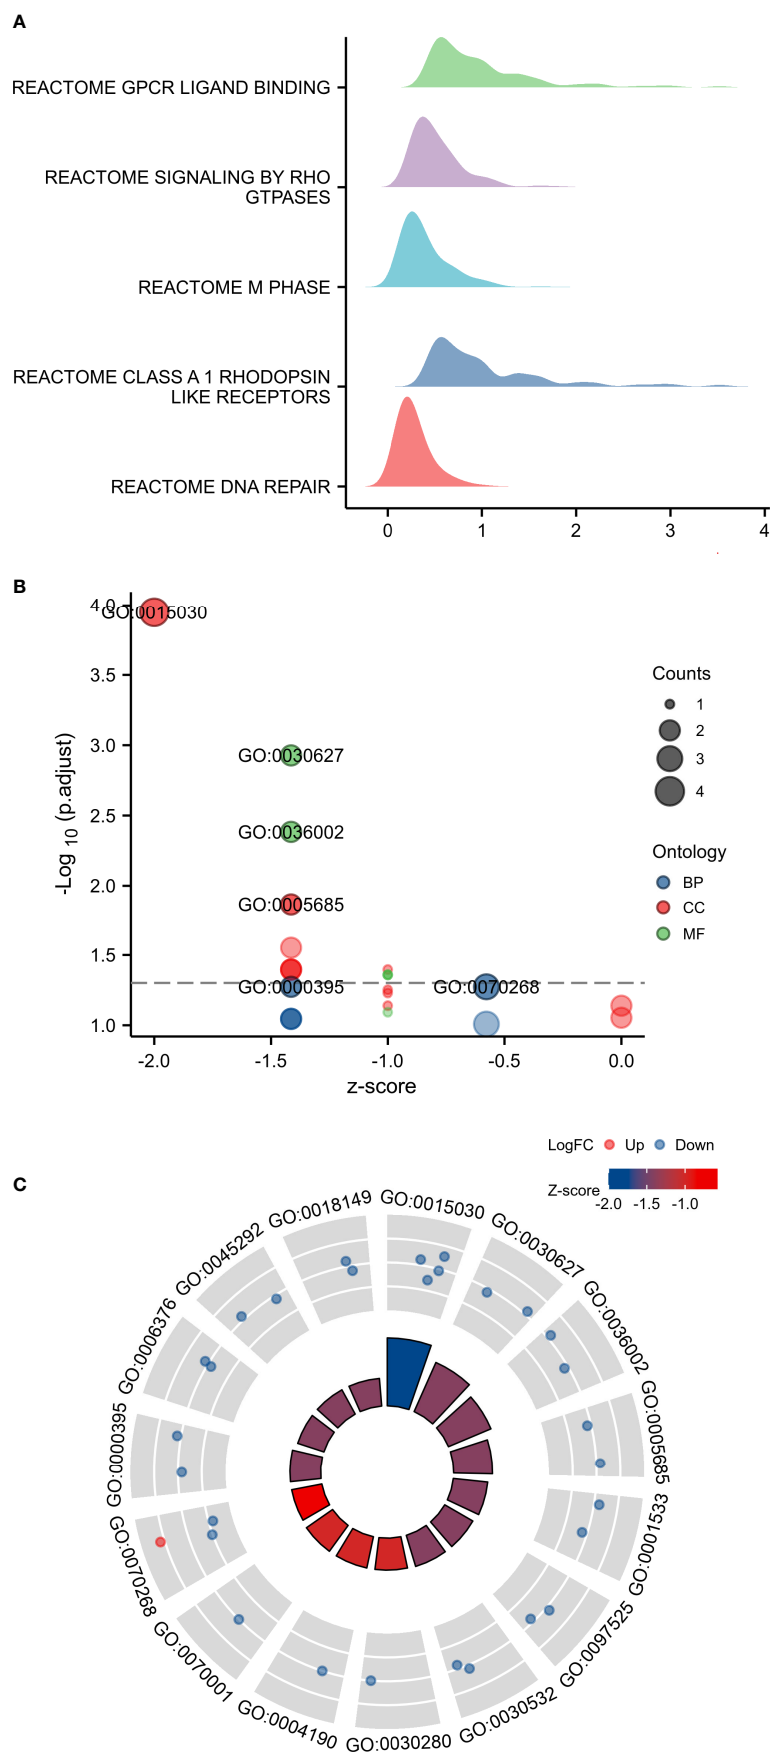 A
REACTOME GPCR LIGAND BINDING
REACTOME SIGNALING BY RHO
GTPASES
REACTOME M PHASE
REACTOME CLASS A 1 RHODOPSIN
LIKE RECEPTORS
REACTOME DNA REPAIR
0 1 2 3 4
B
4.0
3.5
3.0
2.5
2.0
1.5
1.0
-Log 10 (p.adjust)
GO:0015030
GO:0030627
GO:0036002
GO:0005685
GO:0000395
GO:0070268
-2.0 -1.5 -1.0 -0.5 0.0
z-score
Counts
1
2
3
4
Ontology
BP
CC
MF
C
LogFC Up Down
Z-score
-2.0 -1.5 -1.0
GO:0015030
GO:0030627
GO:0036002
GO:0005685
GO:0001533
GO:0097525
GO:0030532
GO:0030280
GO:0004190
GO:0070001
GO:0070268
GO:0000395
GO:0006376
GO:0045292
GO:0018149